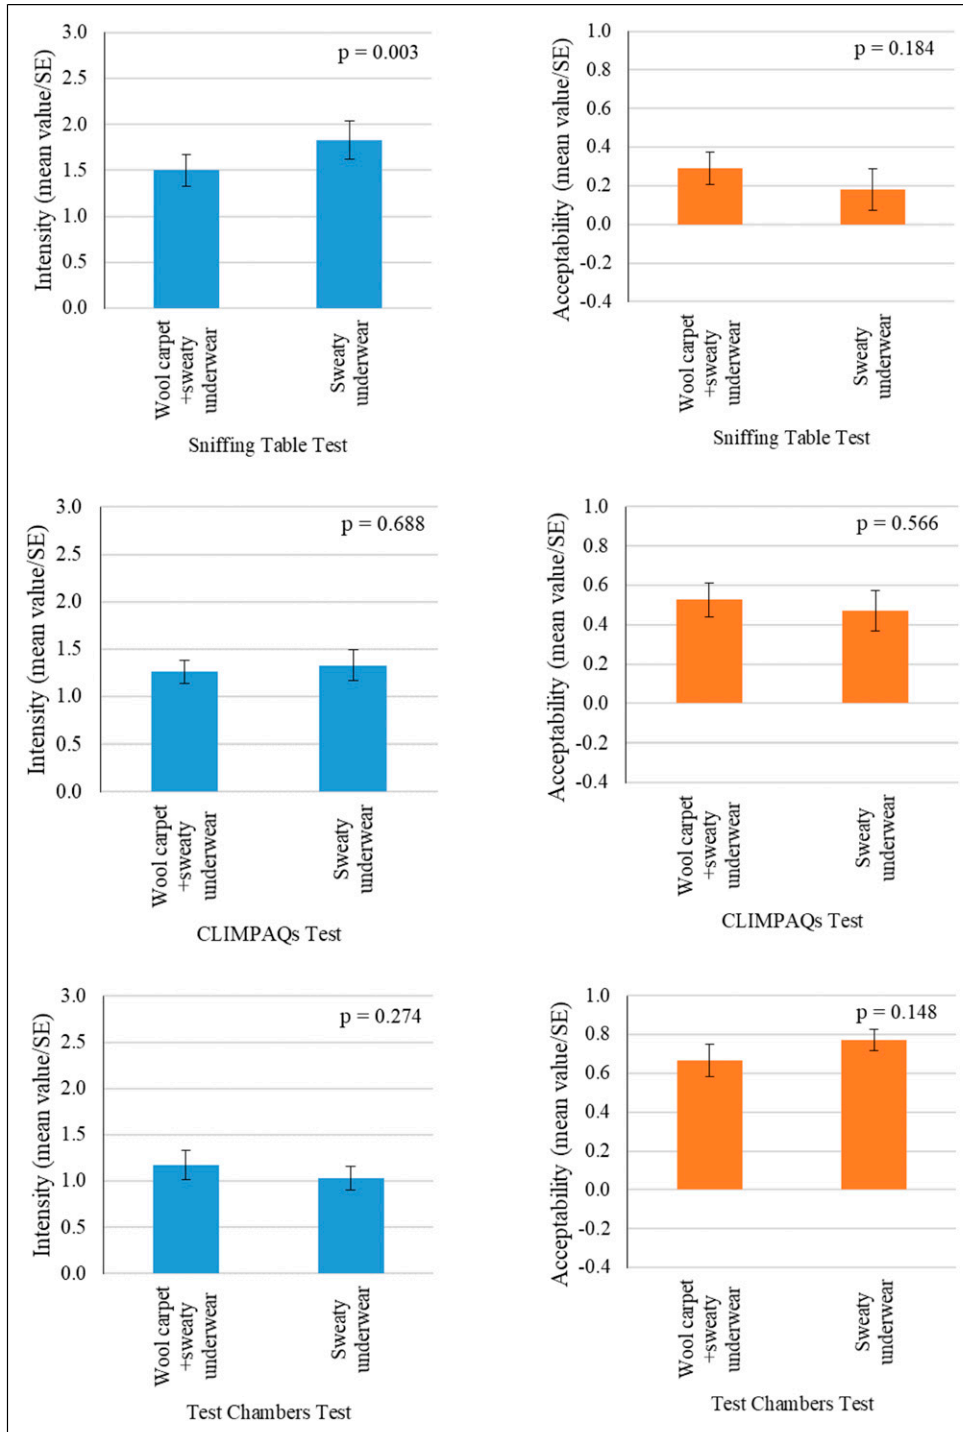 Intensity (mean value/SE)
3.0
2.5
2.0
1.5
1.0
0.5
0.0
p = 0.003
Wool carpet
+sweaty
underwear
Sweaty
underwear
Sniffing Table Test
Acceptability (mean value/SE)
1.0
0.8
0.6
0.4
0.2
0.0
-0.2
-0.4
p = 0.184
Wool carpet
+sweaty
underwear
Sweaty
underwear
Sniffing Table Test
Intensity (mean value/SE)
3.0
2.5
2.0
1.5
1.0
0.5
0.0
p = 0.688
Wool carpet
+sweaty
underwear
Sweaty
underwear
CLIMPAQs Test
Acceptability (mean value/SE)
1.0
0.8
0.6
0.4
0.2
0.0
-0.2
-0.4
p = 0.566
Wool carpet
+sweaty
underwear
Sweaty
underwear
CLIMPAQs Test
Intensity (mean value/SE)
3.0
2.5
2.0
1.5
1.0
0.5
0.0
p = 0.274
Wool carpet
+sweaty
underwear
Sweaty
underwear
Test Chambers Test
Acceptability (mean value/SE)
1.0
0.8
0.6
0.4
0.2
0.0
-0.2
-0.4
p = 0.148
Wool carpet
+sweaty
underwear
Sweaty
underwear
Test Chambers Test